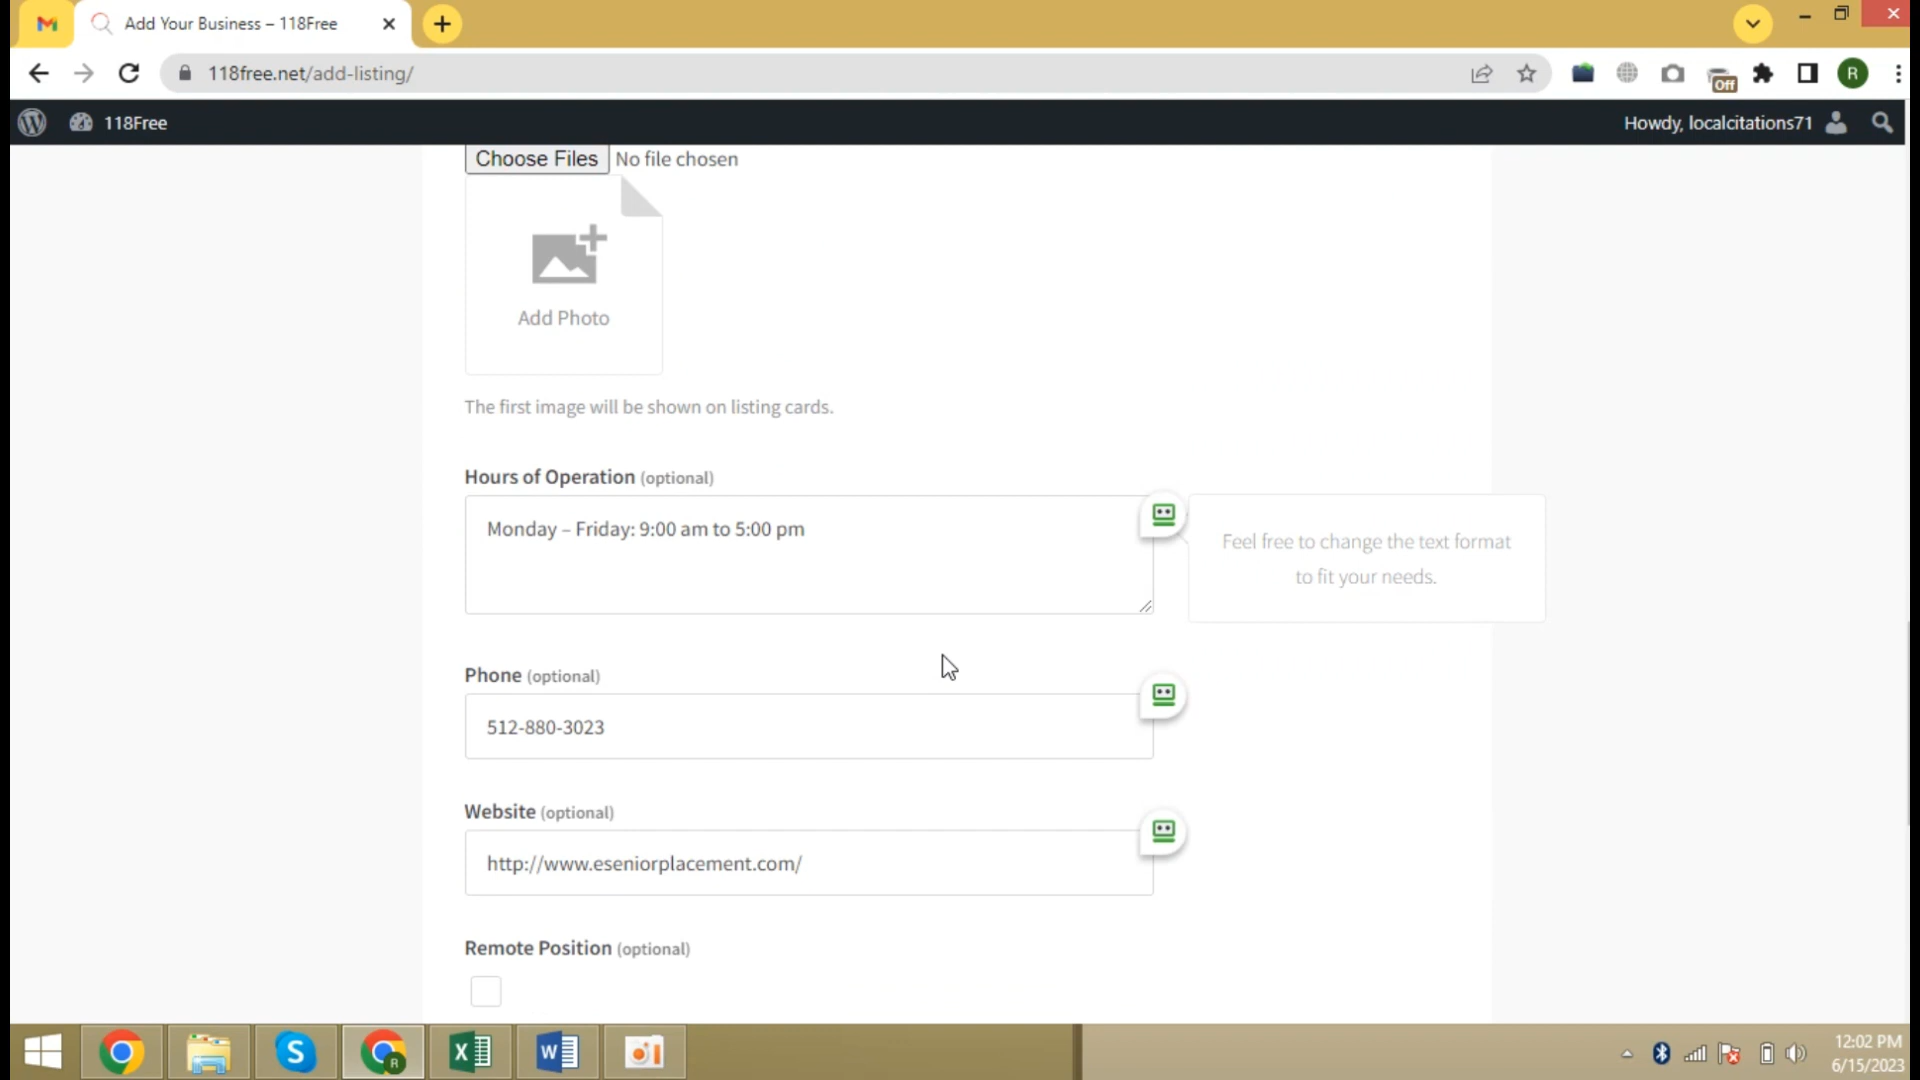 Add Your Business – 118Free
118free.net/add-listing/
Off
R
118Free
Howdy, localcitations71
Choose Files No file chosen
Add Photo
The first image will be shown on listing cards.
Hours of Operation (optional)
Monday – Friday: 9:00 am to 5:00 pm
Feel free to change the text format
to fit your needs.
Phone (optional)
512-880-3023
Website (optional)
http://www.eseniorplacement.com/
Remote Position (optional)
12:02 PM
6/15/2023